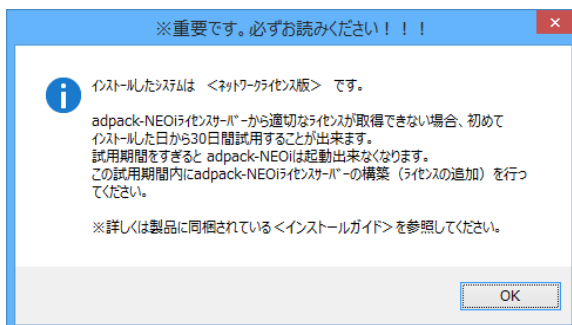 ※重要です。必ずお読みください！！！
ｲﾝｽﾄｰﾙしたｼｽﾃﾑは　＜ﾈｯﾄﾜｰｸﾗｲｾﾝｽ版＞　です。
adpack-NEOiﾗｲｾﾝｽｻｰﾊﾞｰから適切なﾗｲｾﾝｽが取得できない場合、初めて
ｲﾝｽﾄｰﾙした日から30日間試用することが出来ます。
試用期間をすぎると adpack-NEOiは起動出来なくなります。
この試用期間内にadpack-NEOiﾗｲｾﾝｽｻｰﾊﾞｰの構築（ﾗｲｾﾝｽの追加）を行っ
てください。
※詳しくは製品に同梱されている＜インストールガイド＞を参照してください。
OK